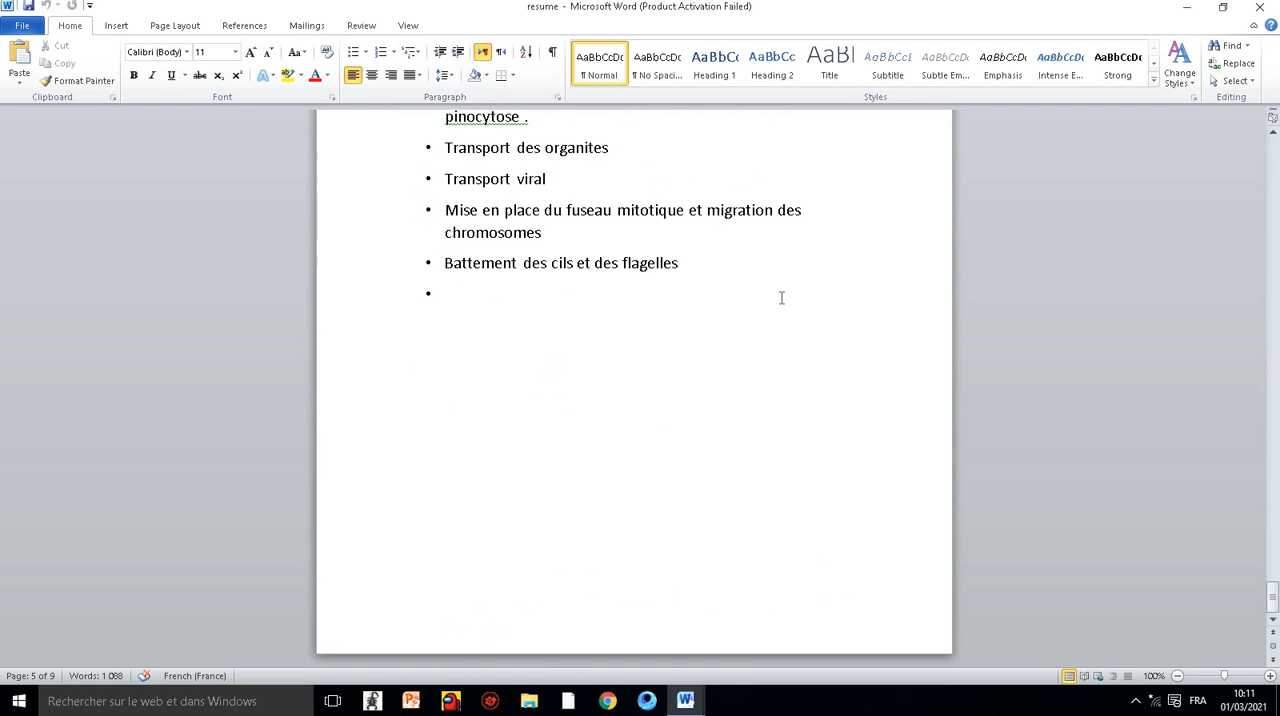 resume - Microsoft Word (Product Activation Failed)
File Home Insert Page Layout References Mailings Review View
Cut
Copy
Format Painter
Paste
Calibri (Body) 11
AaBbCcDc AaBbCcDc AaBbCc AaBbCc AaBl AaBbCcI AaBbCcDc AaBbCcDc AaBbCcDc AaBbCcDc
¶ Normal ¶ No Spaci... Heading 1 Heading 2 Title Subtitle Subtle Em... Emphasis Intense E... Strong
Change
Styles
Find
Replace
Select
Clipboard Font Paragraph Styles Editing
pinocytose .
• Transport des organites
• Transport viral
• Mise en place du fuseau mitotique et migration des
chromosomes
• Battement des cils et des flagelles
•
Page: 5 of 9 Words: 1 088 French (France) 100%
Rechercher sur le web et dans Windows
FRA
10:11
01/03/2021